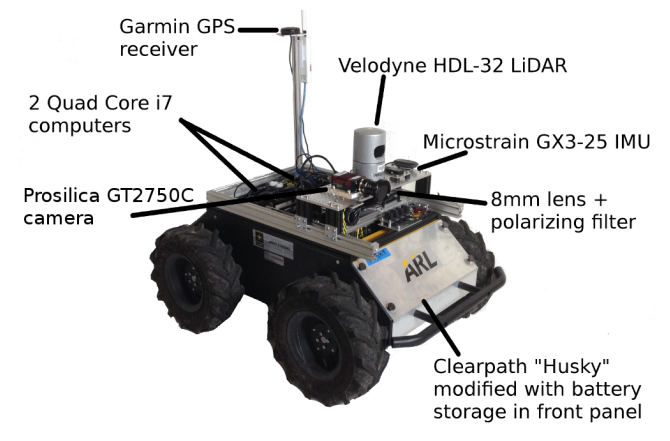 Garmin GPS
receiver
Velodyne HDL-32 LiDAR
2 Quad Core i7
computers
Microstrain GX3-25 IMU
Prosilica GT2750C
camera
8mm lens +
polarizing filter
ARL
Clearpath "Husky"
modified with battery
storage in front panel